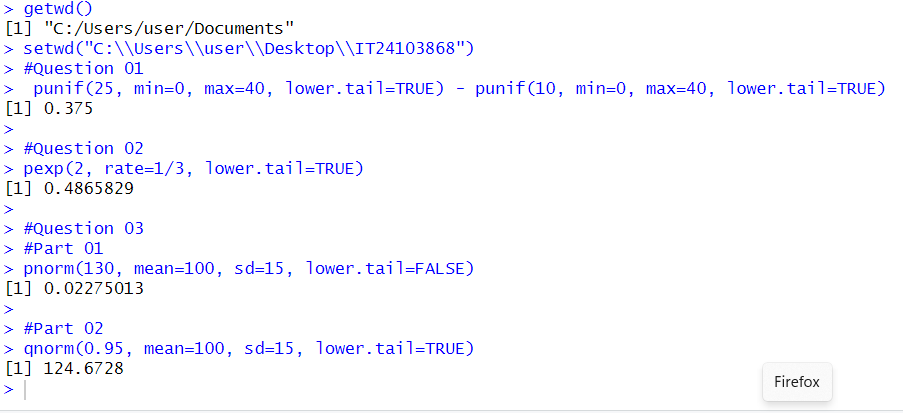 > getwd()
[1] "C:/Users/user/Documents"
> setwd("C:\\Users\\user\\Desktop\\IT24103868")
> #Question 01
>  punif(25, min=0, max=40, lower.tail=TRUE) - punif(10, min=0, max=40, lower.tail=TRUE)
[1] 0.375
>
> #Question 02
> pexp(2, rate=1/3, lower.tail=TRUE)
[1] 0.4865829
>
> #Question 03
> #Part 01
> pnorm(130, mean=100, sd=15, lower.tail=FALSE)
[1] 0.02275013
>
> #Part 02
> qnorm(0.95, mean=100, sd=15, lower.tail=TRUE)
[1] 124.6728
>
Firefox